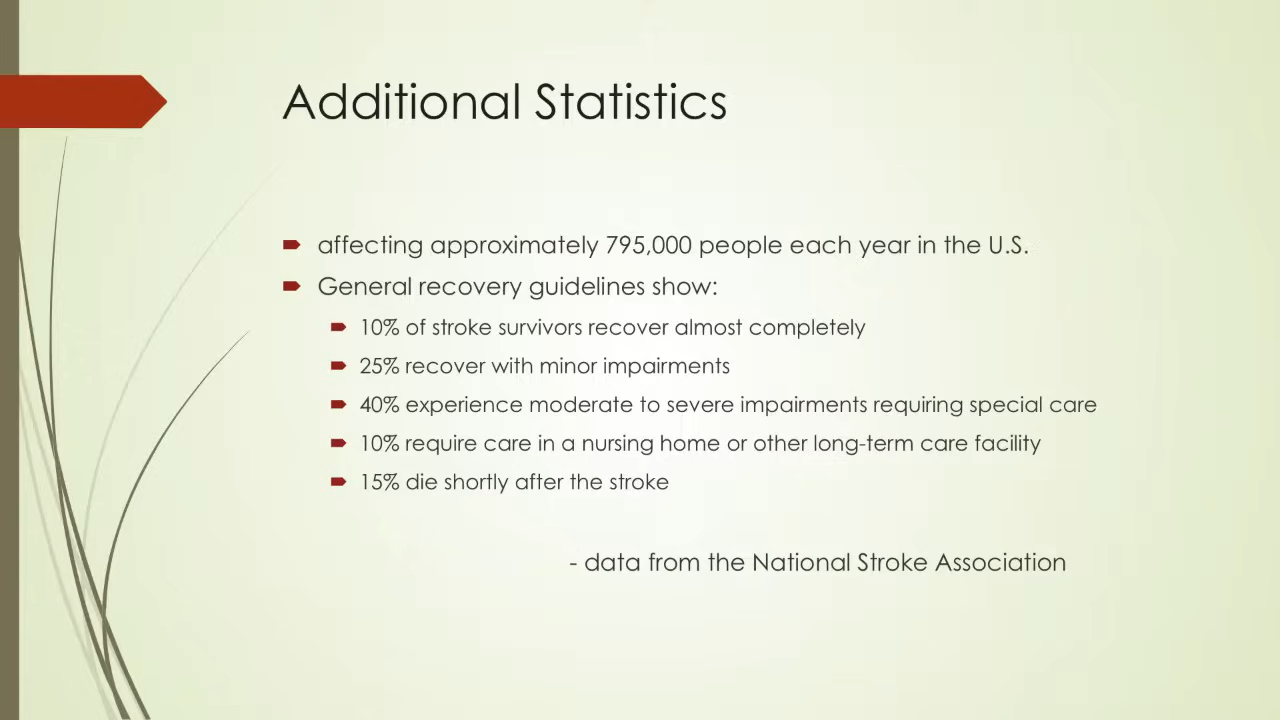 Additional Statistics
affecting approximately 795,000 people each year in the U.S.
General recovery guidelines show:
10% of stroke survivors recover almost completely
25% recover with minor impairments
40% experience moderate to severe impairments requiring special care
10% require care in a nursing home or other long-term care facility
15% die shortly after the stroke
- data from the National Stroke Association